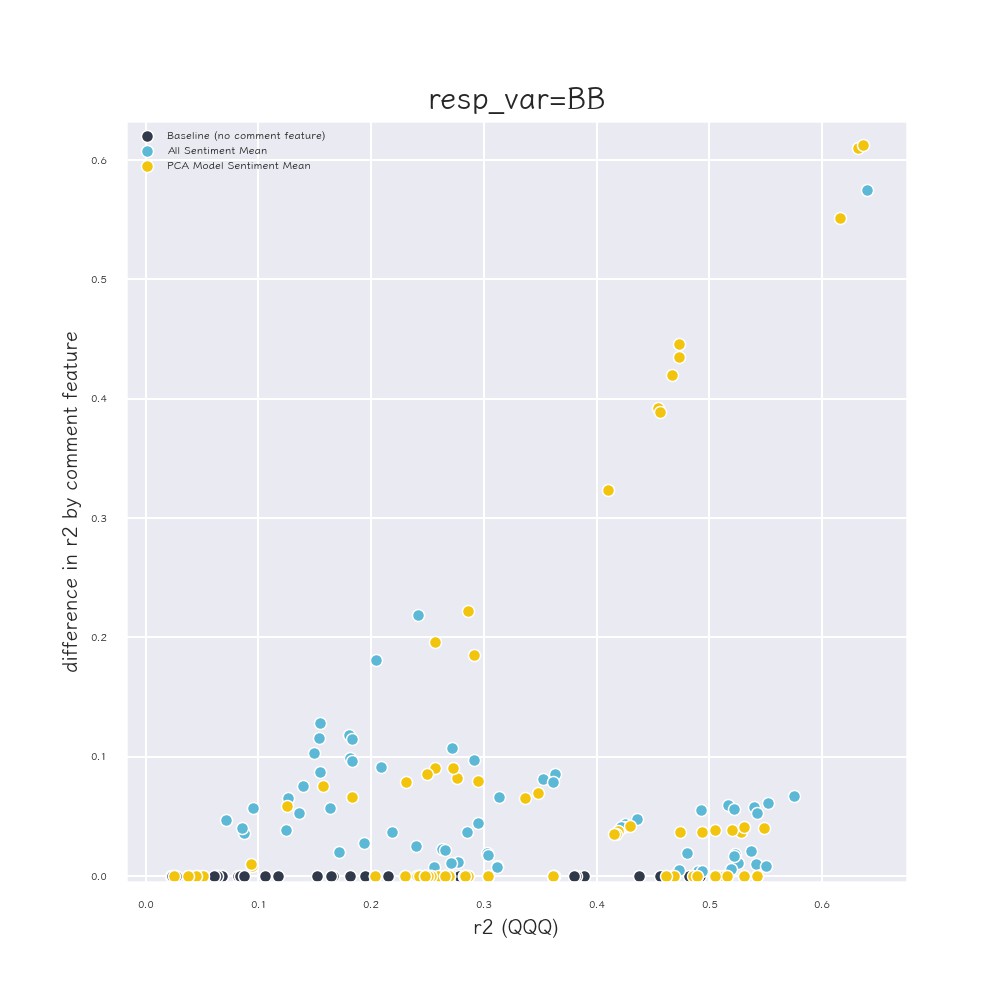 resp_var=BB
Baseline (no comment feature)
All Sentiment Mean
PCA Model Sentiment Mean
difference in r2 by comment feature
0.6
0.5
0.4
0.3
0.2
0.1
0.0
0.0 0.1 0.2 0.3 0.4 0.5 0.6
r2 (QQQ)